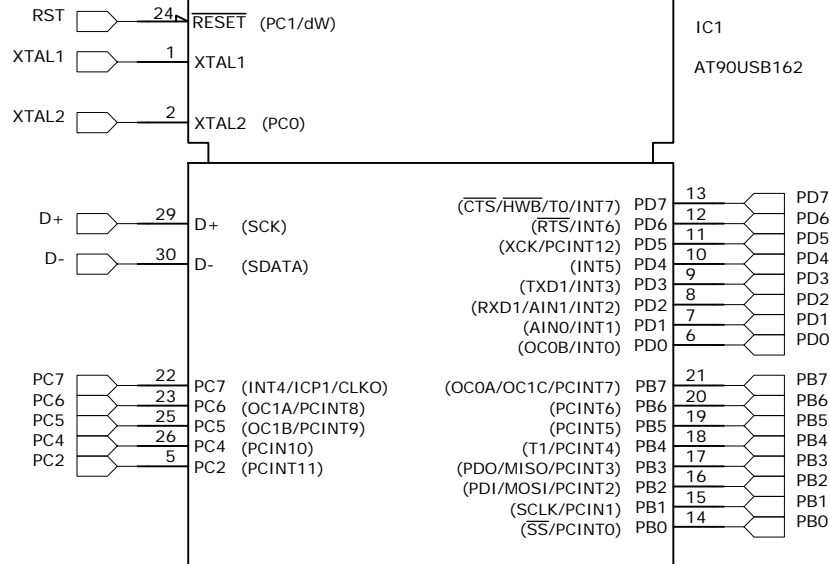 RST 24 RESET (PC1/dW) IC1
XTAL1 1 XTAL1 AT90USB162
XTAL2 2 XTAL2 (PC0)
(CTS/HWB/T0/INT7) PD7 13 PD7
D+ 29 D+ (SCK) (RTS/INT6) PD6 12 PD6
(XCK/PCINT12) PD5 11 PD5
D- 30 D- (SDATA) (INT5) PD4 10 PD4
(TXD1/INT3) PD3 9 PD3
(RXD1/AIN1/INT2) PD2 8 PD2
(AIN0/INT1) PD1 7 PD1
(OC0B/INT0) PD0 6 PD0
PC7 22 PC7 (INT4/ICP1/CLKO) (OC0A/OC1C/PCINT7) PB7 21 PB7
PC6 23 PC6 (OC1A/PCINT8) (PCINT6) PB6 20 PB6
PC5 25 PC5 (OC1B/PCINT9) (PCINT5) PB5 19 PB5
PC4 26 PC4 (PCIN10) (T1/PCINT4) PB4 18 PB4
PC2 5 PC2 (PCINT11) (PDO/MISO/PCINT3) PB3 17 PB3
(PDI/MOSI/PCINT2) PB2 16 PB2
(SCLK/PCIN1) PB1 15 PB1
(SS/PCINT0) PB0 14 PB0